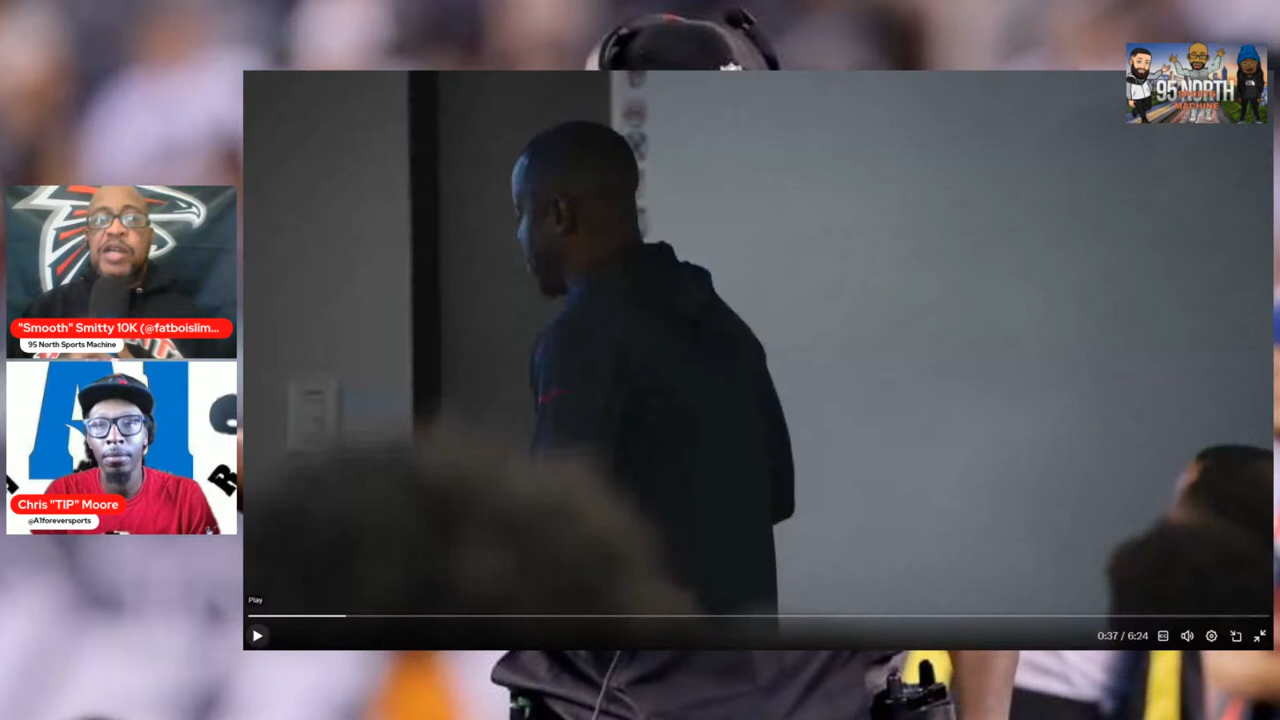 95 NORTH
SPORTS
MACHINE
"Smooth" Smitty 10K (@fatboislim...
95 North Sports Machine
Chris "TIP" Moore
@A1foreversports
Play
0:37 / 6:24